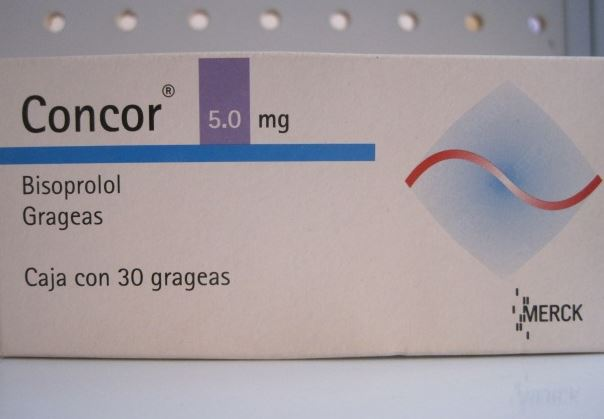 Concor® 5.0 mg
Bisoprolol
Grageas
Caja con 30 grageas
MERCK